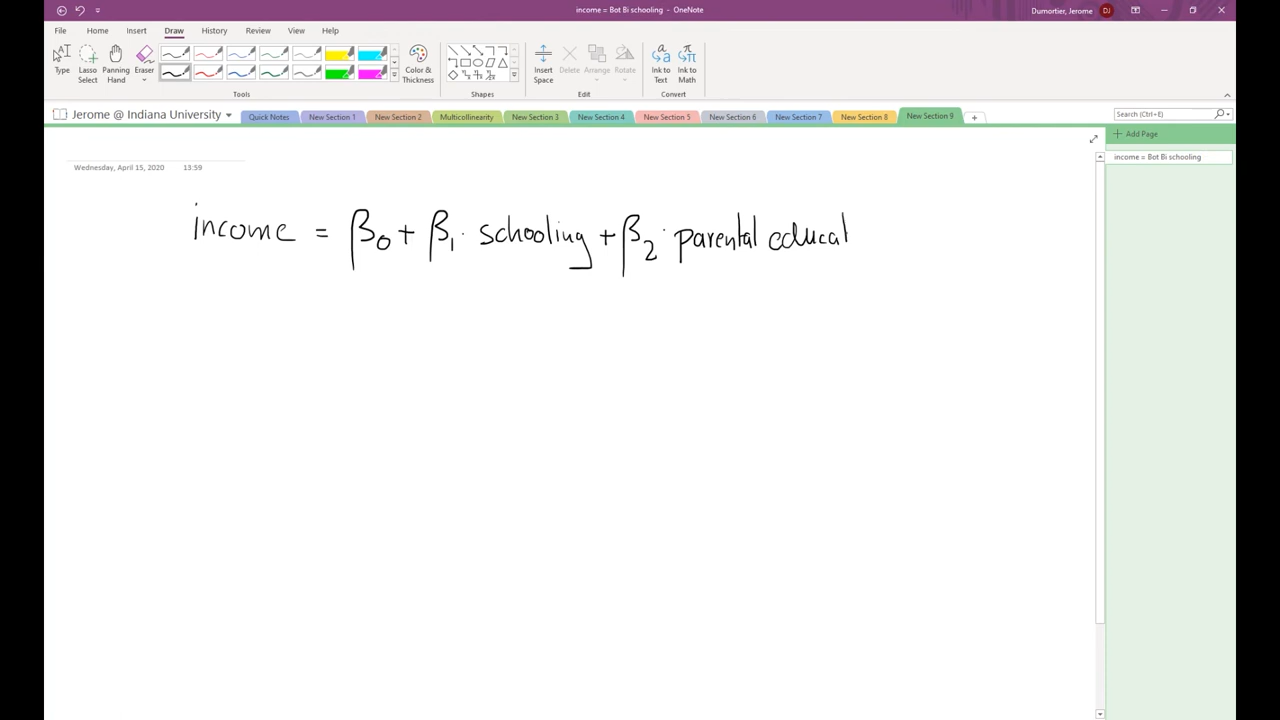 income = Bot Bi schooling - OneNote
Dumortier, Jerome DJ
File Home Insert Draw History Review View Help
Type Lasso Select Panning Hand Eraser Color & Thickness Insert Space Delete Arrange Rotate Ink to Text Ink to Math
Tools Shapes Edit Convert
Jerome @ Indiana University Quick Notes New Section 1 New Section 2 Multicollinearity New Section 3 New Section 4 New Section 5 New Section 6 New Section 7 New Section 8 New Section 9 + Search (Ctrl+E)
Add Page
income = Bot Bi schooling
Wednesday, April 15, 2020 13:59
income = β₀ + β₁· schooling + β₂· parental educat